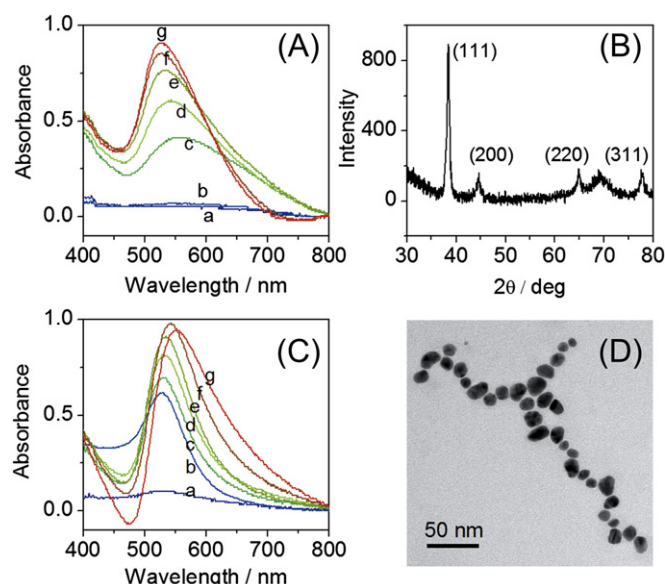 (A)
1.0
0.5
0.0
Absorbance
g
f
e
d
c
b
a
400 500 600 700 800
Wavelength / nm
(B)
800
400
0
Intensity
(111)
(200)
(220)
(311)
30 40 50 60 70 80
2θ / deg
(C)
1.0
0.5
0.0
Absorbance
g
f
e
d
c
b
a
400 500 600 700 800
Wavelength / nm
(D)
50 nm